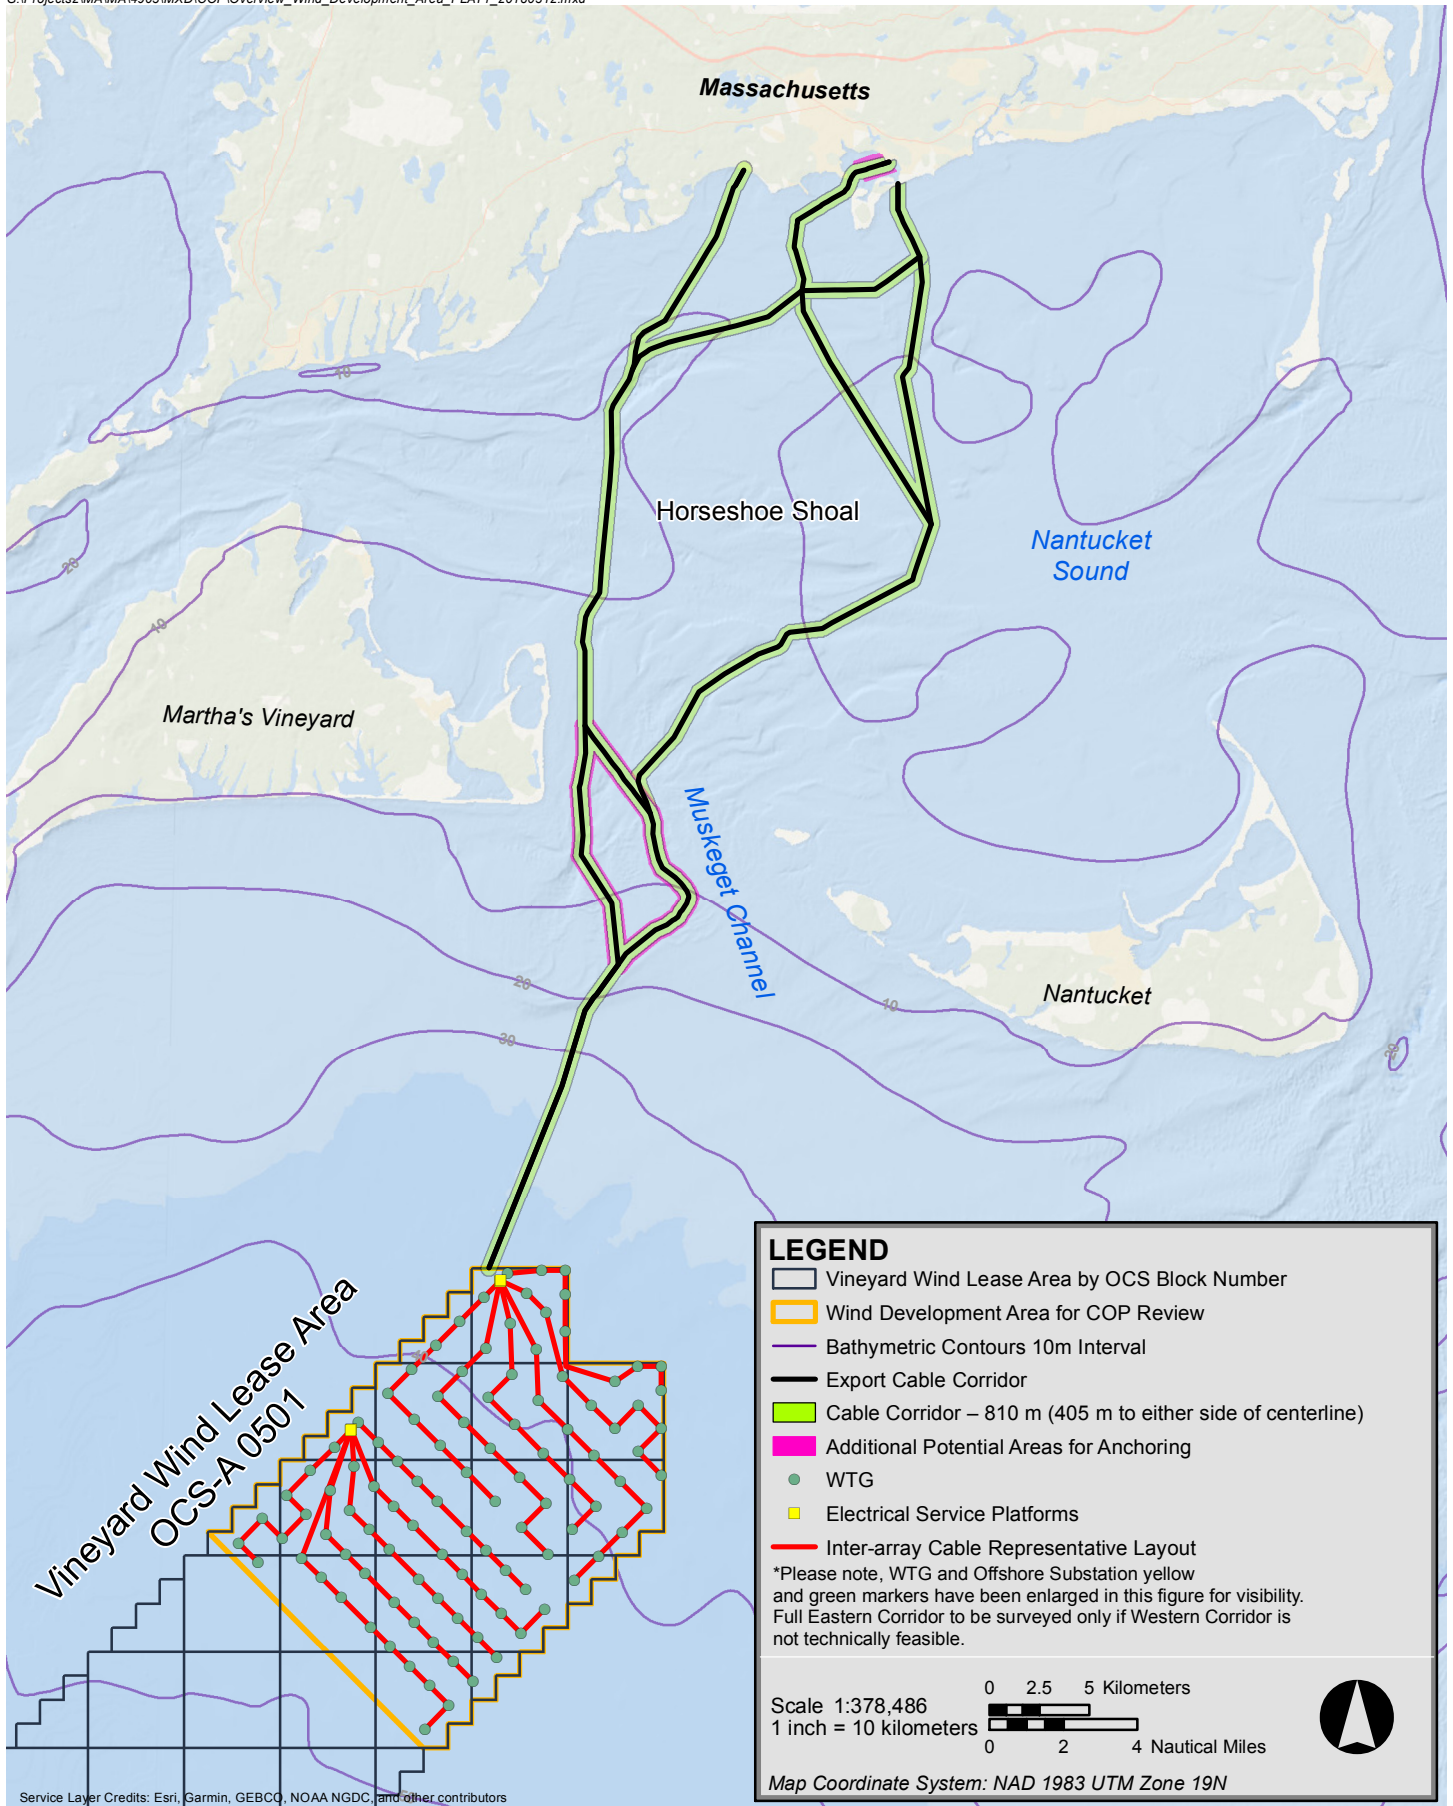 Massachusetts
10
Horseshoe Shoal
Nantucket
Sound
20
10
Martha's Vineyard
Muskeget Channel
20
10
Nantucket
30
20
40
Vineyard Wind Lease Area
OCS-A 0501
LEGEND
Vineyard Wind Lease Area by OCS Block Number
Wind Development Area for COP Review
Bathymetric Contours 10m Interval
Export Cable Corridor
Cable Corridor – 810 m (405 m to either side of centerline)
Additional Potential Areas for Anchoring
WTG
Electrical Service Platforms
Inter-array Cable Representative Layout
*Please note, WTG and Offshore Substation yellow
and green markers have been enlarged in this figure for visibility.
Full Eastern Corridor to be surveyed only if Western Corridor is
not technically feasible.
0 2.5 5 Kilometers
Scale 1:378,486
1 inch = 10 kilometers
0 2 4 Nautical Miles
Map Coordinate System: NAD 1983 UTM Zone 19N
Service Layer Credits: Esri, Garmin, GEBCO, NOAA NGDC, and other contributors